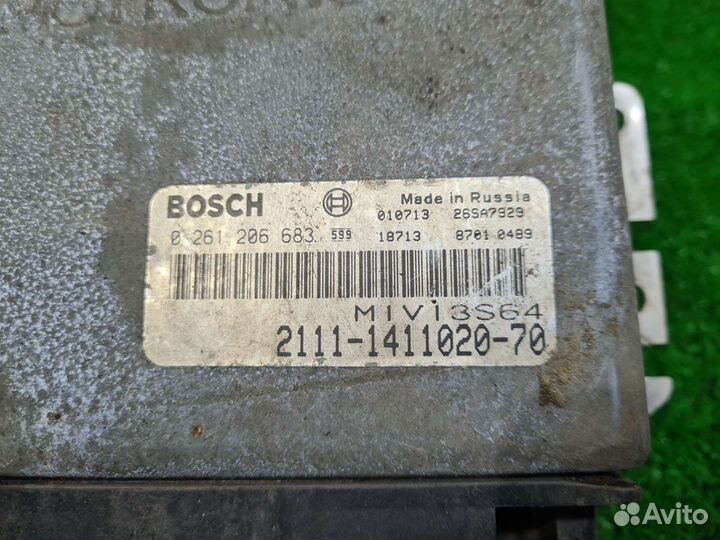 BOSCH
Made in Russia
010713 26SA7929
0 261 206 683 599 18713 8701 0489
M1V13S64
2111-1411020-70
Avito